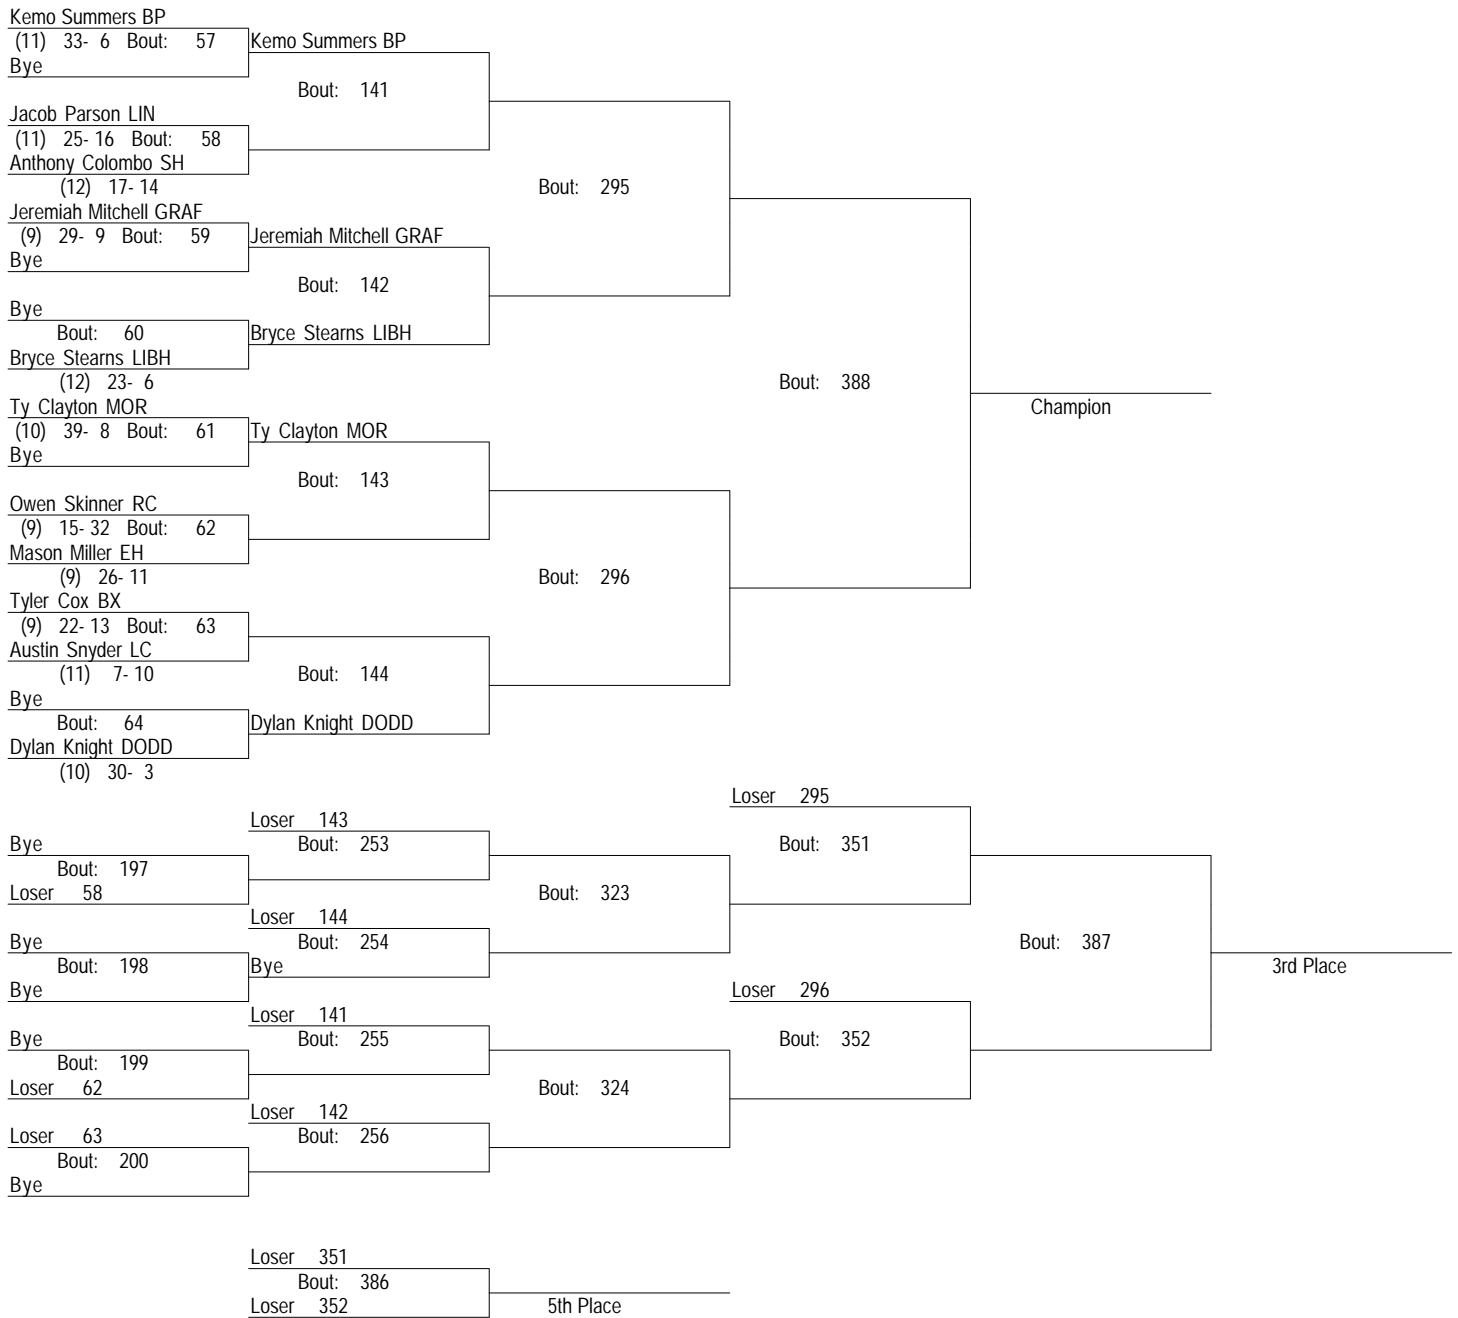 Kemo Summers BP
(11) 33- 6 Bout: 57 Kemo Summers BP
Bye
Bout: 141
Jacob Parson LIN
(11) 25- 16 Bout: 58
Anthony Colombo SH
(12) 17- 14 Bout: 295
Jeremiah Mitchell GRAF
(9) 29- 9 Bout: 59 Jeremiah Mitchell GRAF
Bye
Bout: 142
Bye
Bout: 60 Bryce Stearns LIBH
Bryce Stearns LIBH
(12) 23- 6 Bout: 388
Ty Clayton MOR Champion
(10) 39- 8 Bout: 61 Ty Clayton MOR
Bye
Bout: 143
Owen Skinner RC
(9) 15- 32 Bout: 62
Mason Miller EH
(9) 26- 11 Bout: 296
Tyler Cox BX
(9) 22- 13 Bout: 63
Austin Snyder LC
(11) 7- 10 Bout: 144
Bye
Bout: 64 Dylan Knight DODD
Dylan Knight DODD
(10) 30- 3
Loser 295
Loser 143
Bye Bout: 253 Bout: 351
Bout: 197
Loser 58 Bout: 323
Loser 144
Bye Bout: 254 Bout: 387
Bout: 198 Bye 3rd Place
Bye Loser 296
Loser 141
Bye Bout: 255 Bout: 352
Bout: 199
Loser 62 Bout: 324
Loser 142
Loser 63 Bout: 256
Bout: 200
Bye
Loser 351
Bout: 386
Loser 352 5th Place